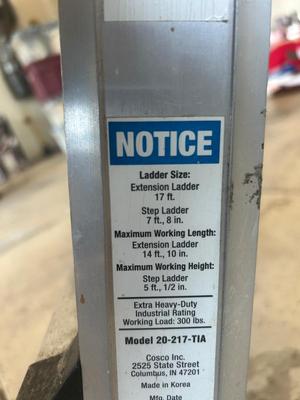 NOTICE
Ladder Size:
Extension Ladder
17 ft.
Step Ladder
7 ft., 8 in.
Maximum Working Length:
Extension Ladder
14 ft., 10 in.
Maximum Working Height:
Step Ladder
5 ft., 1/2 in.
Extra Heavy-Duty
Industrial Rating
Working Load: 300 lbs.
Model 20-217-TIA
Cosco Inc.
2525 State Street
Columbus, IN 47201
Made in Korea
Mfg. Date